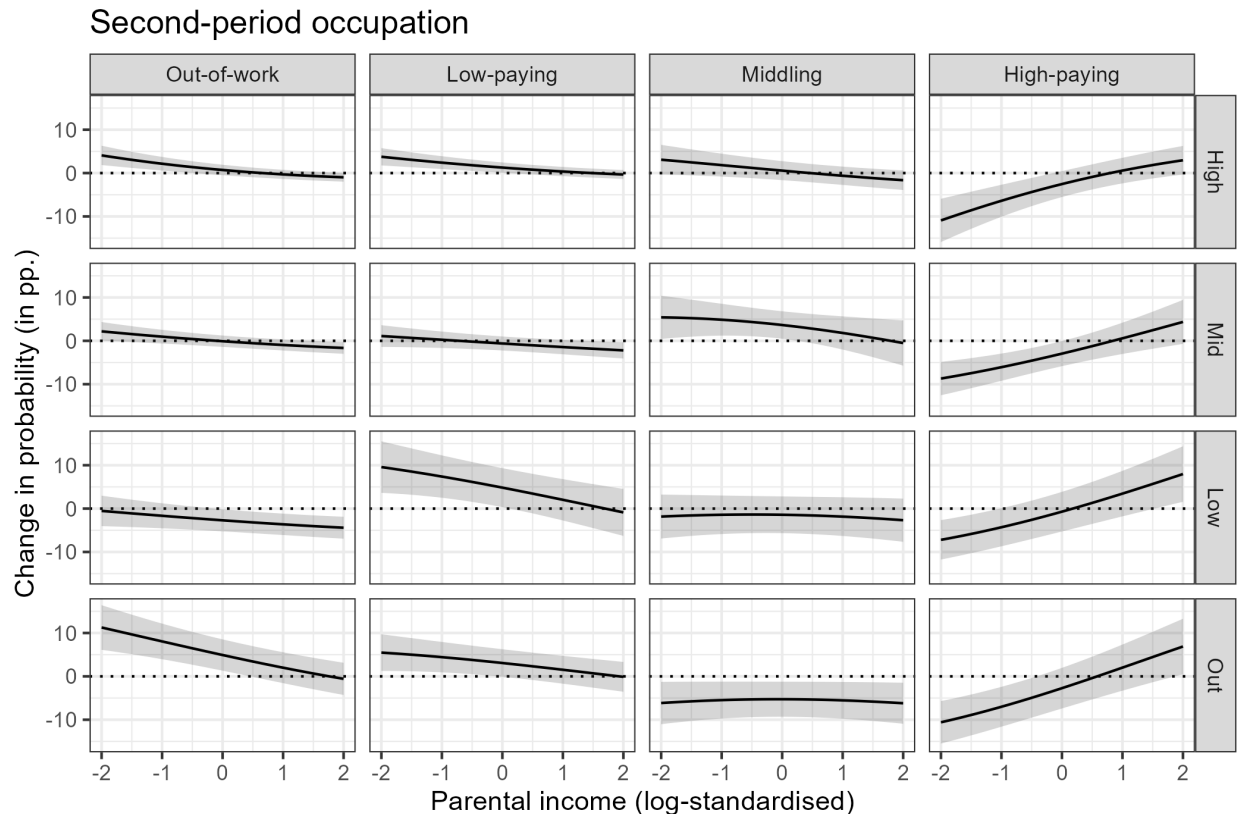 Second-period occupation
Out-of-work Low-paying Middling High-paying
Change in probability (in pp.)
10
0
-10
High
10
0
-10
Mid
10
0
-10
Low
10
0
-10
Out
-2 -1 0 1 2 -2 -1 0 1 2 -2 -1 0 1 2 -2 -1 0 1 2
Parental income (log-standardised)